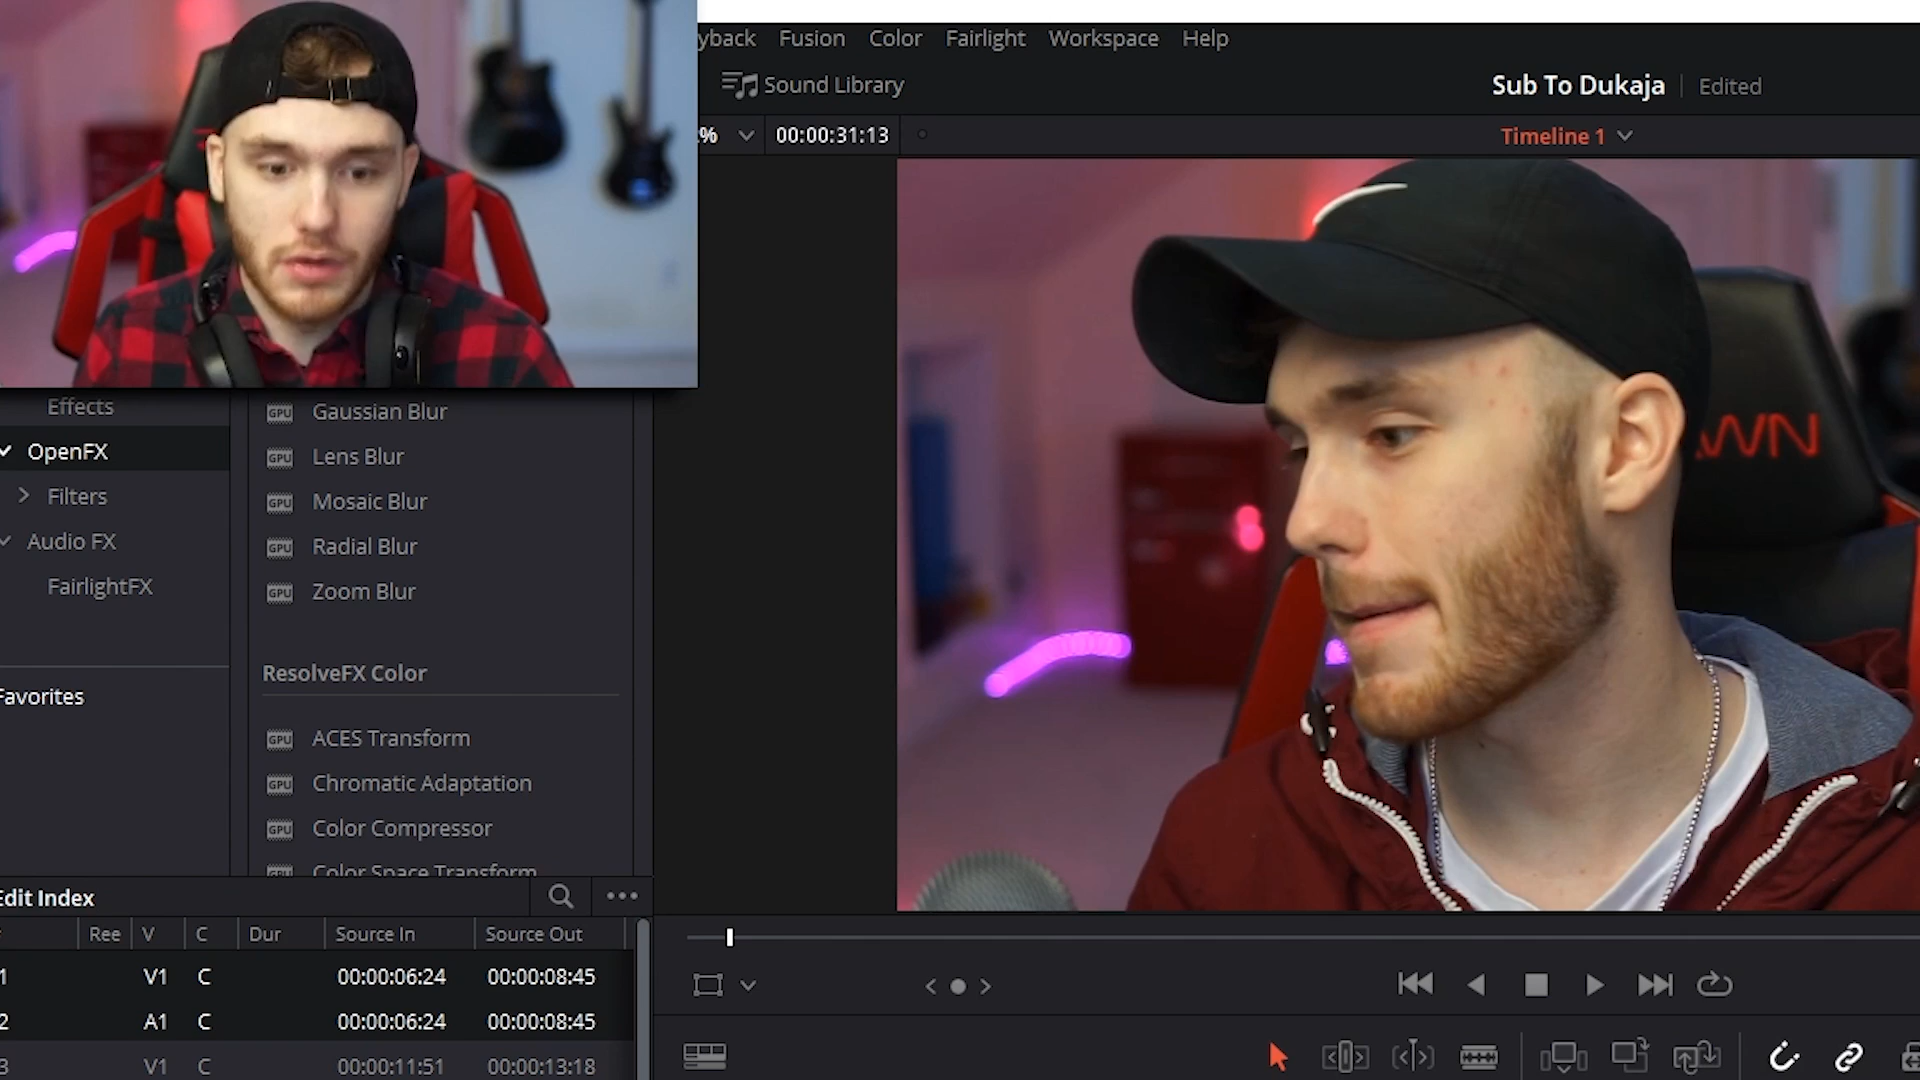 yback Fusion Color Fairlight Workspace Help
Sound Library
Sub To Dukaja Edited
% 00:00:31:13
Timeline 1
Effects
OpenFX
Filters
Audio FX
FairlightFX
Favorites
GPU Gaussian Blur
GPU Lens Blur
GPU Mosaic Blur
GPU Radial Blur
GPU Zoom Blur
ResolveFX Color
GPU ACES Transform
GPU Chromatic Adaptation
GPU Color Compressor
GPU Color Space Transform
AWN
Edit Index
Ree V C Dur Source In Source Out
1 V1 C 00:00:06:24 00:00:08:45
2 A1 C 00:00:06:24 00:00:08:45
3 V1 C 00:00:11:51 00:00:13:18